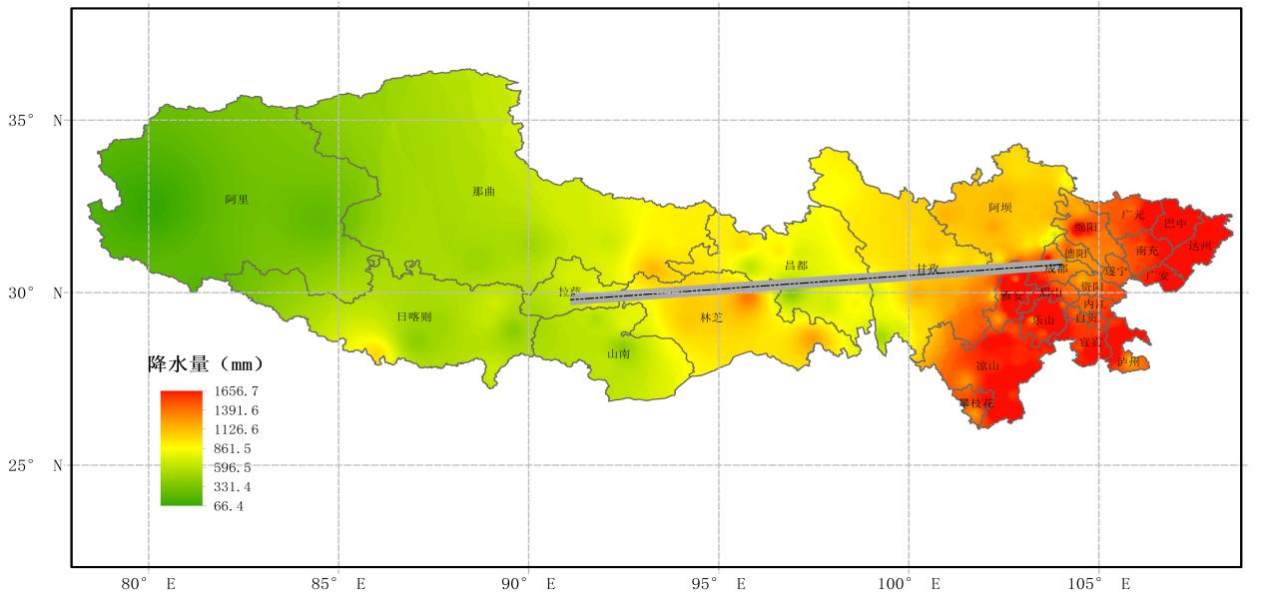 35° N
30° N
25° N
阿里
那曲
日喀则
拉萨
山南
林芝
昌都
甘孜
阿坝
绵阳
广元
巴中
南充
达州
德阳
成都
遂宁
广安
雅安
眉山
资阳
内江
乐山
自贡
宜宾
泸州
凉山
攀枝花
降水量（mm）
1656.7
1391.6
1126.6
861.5
596.5
331.4
66.4
80° E
85° E
90° E
95° E
100° E
105° E